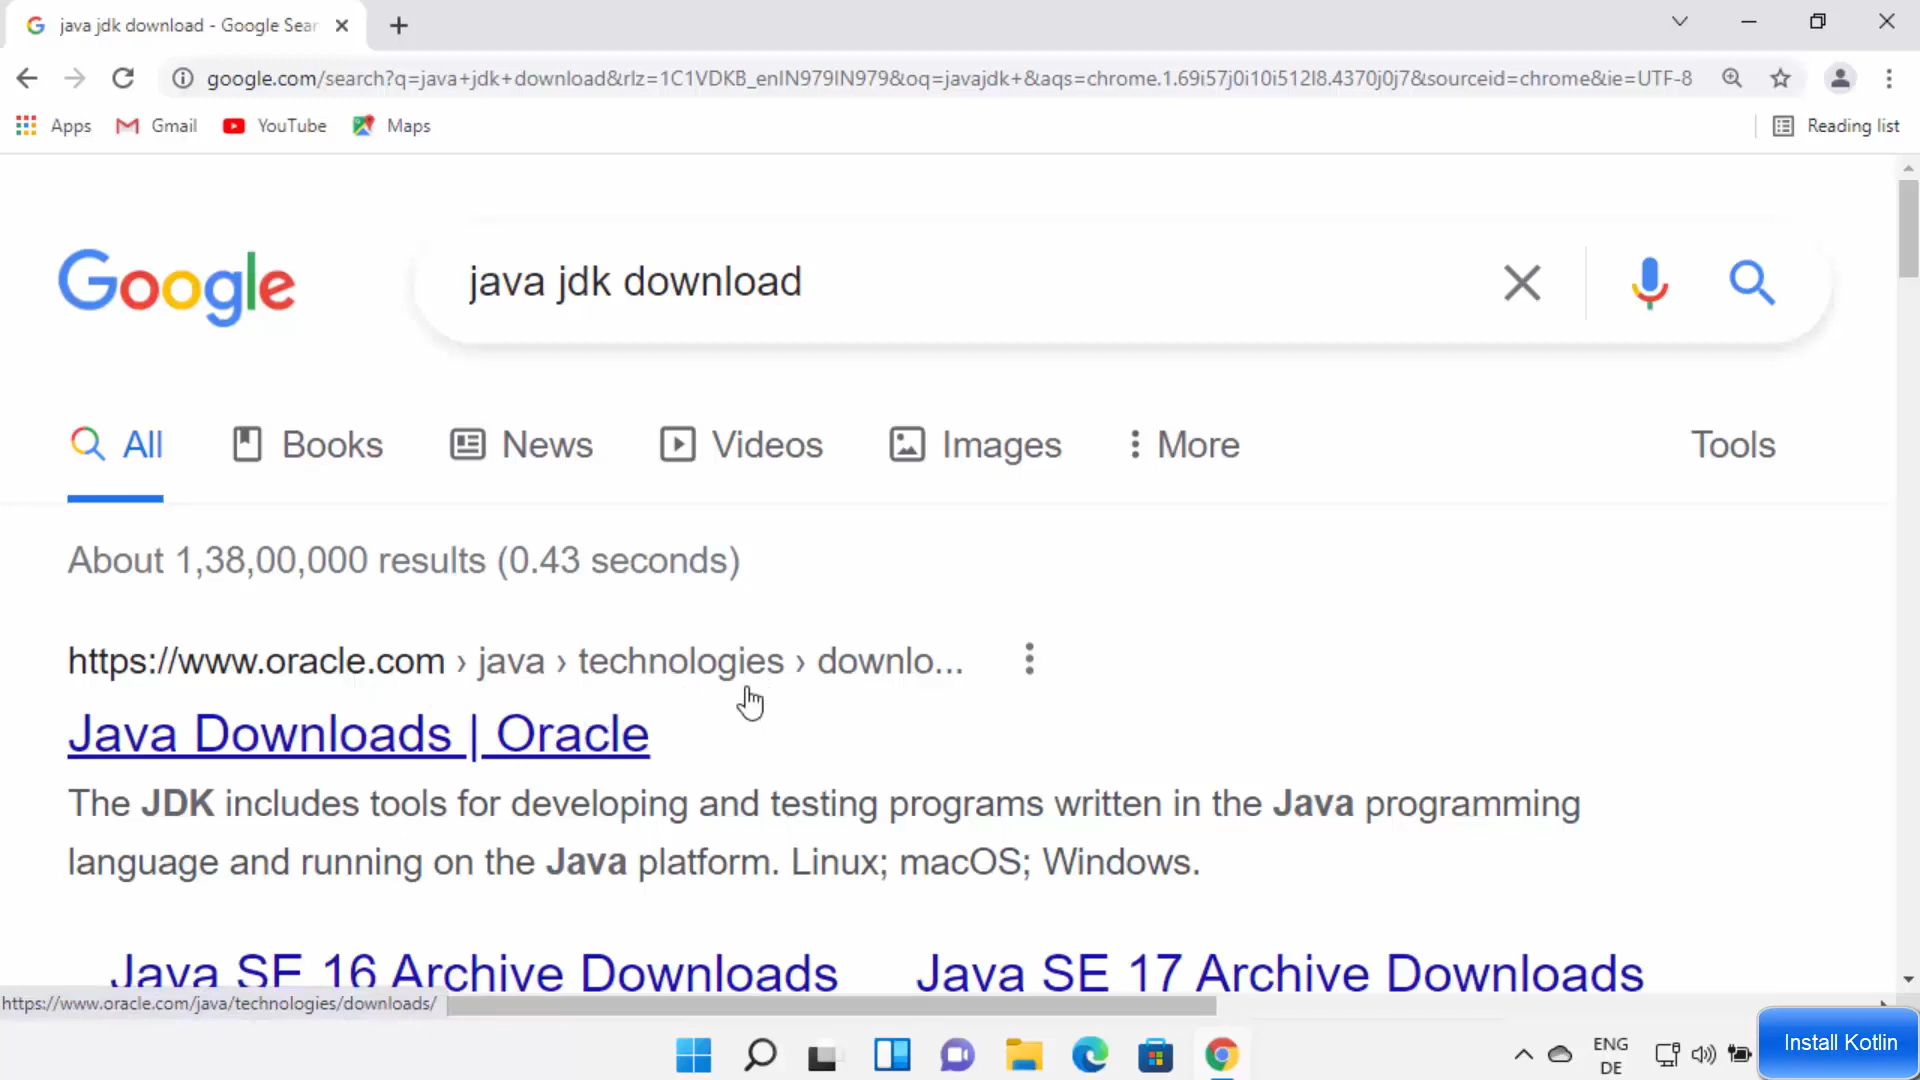 java jdk download - Google Sear
google.com/search?q=java+jdk+download&rlz=1C1VDKB_enIN979IN979&oq=javajdk+&aqs=chrome.1.69i57j0i10i512l8.4370j0j7&sourceid=chrome&ie=UTF-8
Apps Gmail YouTube Maps Reading list
Google java jdk download
All Books News Videos Images More Tools
About 1,38,00,000 results (0.43 seconds)
https://www.oracle.com › java › technologies › downlo...
Java Downloads | Oracle
The JDK includes tools for developing and testing programs written in the Java programming
language and running on the Java platform. Linux; macOS; Windows.
Java SE 16 Archive Downloads Java SE 17 Archive Downloads
https://www.oracle.com/java/technologies/downloads/
ENG
DE
Install Kotlin